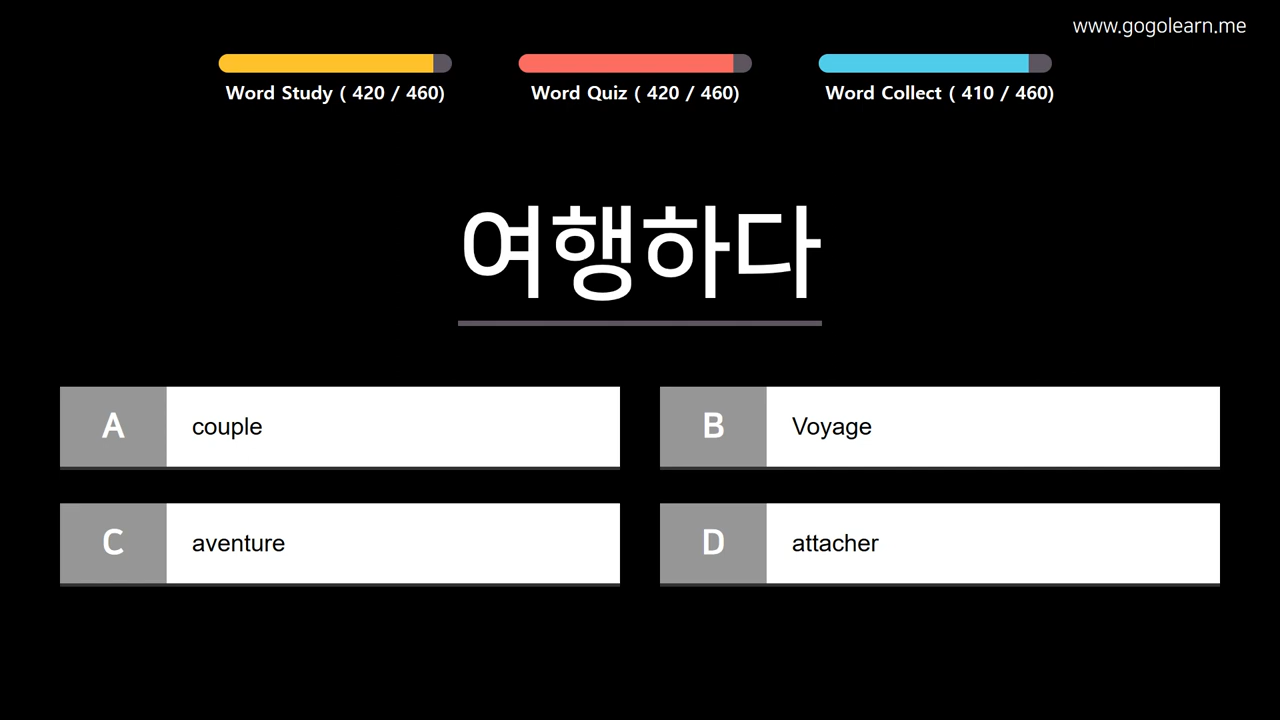 www.gogolearn.me
Word Study ( 420 / 460)
Word Quiz ( 420 / 460)
Word Collect ( 410 / 460)
여행하다
A couple
B Voyage
C aventure
D attacher